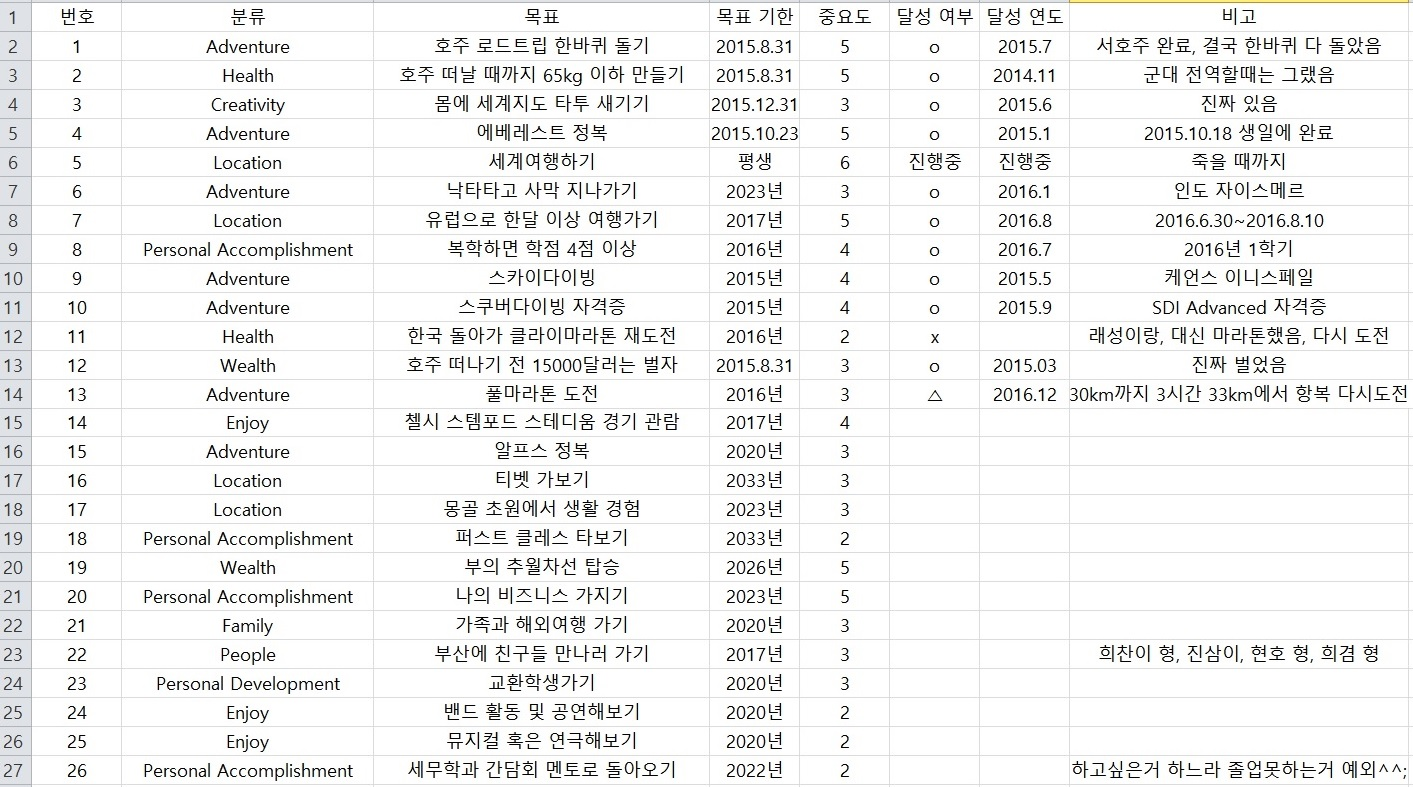 1 번호 분류 목표 목표 기한 중요도 달성 여부 달성 연도 비고
2 1 Adventure 호주 로드트립 한바퀴 돌기 2015.8.31 5 o 2015.7 서호주 완료, 결국 한바퀴 다 돌았음
3 2 Health 호주 떠날 때까지 65kg 이하 만들기 2015.8.31 5 o 2014.11 군대 전역할때는 그랬음
4 3 Creativity 몸에 세계지도 타투 새기기 2015.12.31 3 o 2015.6 진짜 있음
5 4 Adventure 에베레스트 정복 2015.10.23 5 o 2015.1 2015.10.18 생일에 완료
6 5 Location 세계여행하기 평생 6 진행중 진행중 죽을 때까지
7 6 Adventure 낙타타고 사막 지나가기 2023년 3 o 2016.1 인도 자이스메르
8 7 Location 유럽으로 한달 이상 여행가기 2017년 5 o 2016.8 2016.6.30~2016.8.10
9 8 Personal Accomplishment 복학하면 학점 4점 이상 2016년 4 o 2016.7 2016년 1학기
10 9 Adventure 스카이다이빙 2015년 4 o 2015.5 케언스 이니스페일
11 10 Adventure 스쿠버다이빙 자격증 2015년 4 o 2015.9 SDI Advanced 자격증
12 11 Health 한국 돌아가 클라이마라톤 재도전 2016년 2 x 래성이랑, 대신 마라톤했음, 다시 도전
13 12 Wealth 호주 떠나기 전 15000달러는 벌자 2015.8.31 3 o 2015.03 진짜 벌었음
14 13 Adventure 풀마라톤 도전 2016년 3 △ 2016.12 30km까지 3시간 33km에서 항복 다시도전
15 14 Enjoy 첼시 스템포드 스테디움 경기 관람 2017년 4
16 15 Adventure 알프스 정복 2020년 3
17 16 Location 티벳 가보기 2033년 3
18 17 Location 몽골 초원에서 생활 경험 2023년 3
19 18 Personal Accomplishment 퍼스트 클레스 타보기 2033년 2
20 19 Wealth 부의 추월차선 탑승 2026년 5
21 20 Personal Accomplishment 나의 비즈니스 가지기 2023년 5
22 21 Family 가족과 해외여행 가기 2020년 3
23 22 People 부산에 친구들 만나러 가기 2017년 3 희찬이 형, 진삼이, 현호 형, 희겸 형
24 23 Personal Development 교환학생가기 2020년 3
25 24 Enjoy 밴드 활동 및 공연해보기 2020년 2
26 25 Enjoy 뮤지컬 혹은 연극해보기 2020년 2
27 26 Personal Accomplishment 세무학과 간담회 멘토로 돌아오기 2022년 2 하고싶은거 하느라 졸업못하는거 예외^^;